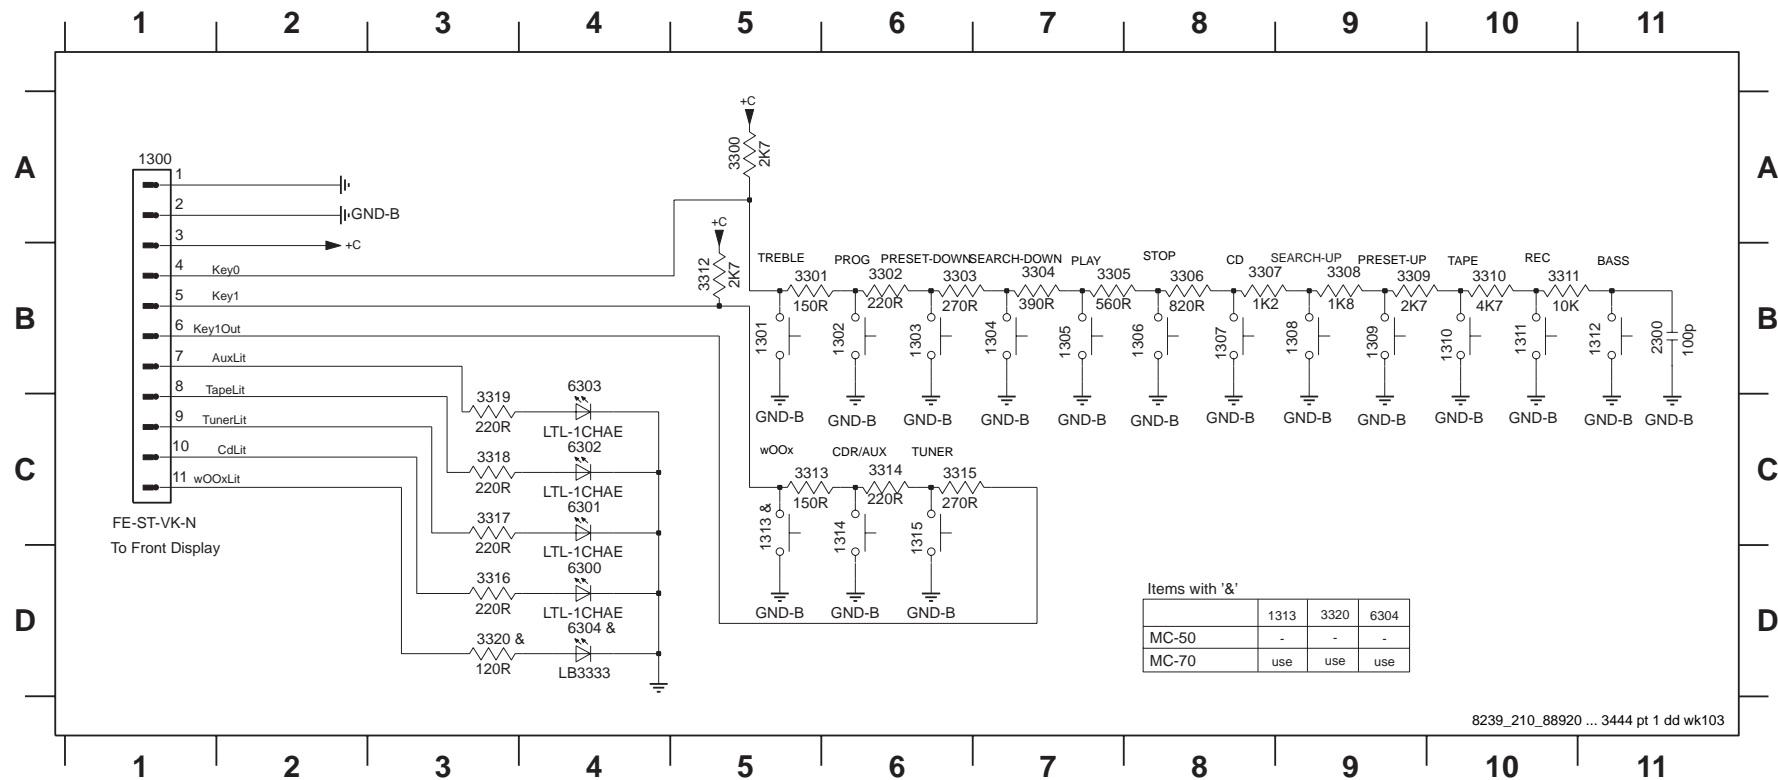 1 2 3 4 5 6 7 8 9 10 11
A A
B B
C C
D D
1300
1
2
GND-B
3
+C
4 Key0
5 Key1
6 Key1Out
7 AuxLit
8 TapeLit
9 TunerLit
10 CdLit
11 wOOxLit
FE-ST-VK-N
To Front Display
+C
3300
2K7
+C
3312
2K7
TREBLE PROG PRESET-DOWN SEARCH-DOWN PLAY STOP CD SEARCH-UP PRESET-UP TAPE REC BASS
3301 3302 3303 3304 3305 3306 3307 3308 3309 3310 3311
150R 220R 270R 390R 560R 820R 1K2 1K8 2K7 4K7 10K
1301 1302 1303 1304 1305 1306 1307 1308 1309 1310 1311 1312 2300 100p
GND-B GND-B GND-B GND-B GND-B GND-B GND-B GND-B GND-B GND-B GND-B GND-B GND-B
3319
220R
6303
LTL-1CHAE
3318
220R
6302
LTL-1CHAE
3317
220R
6301
LTL-1CHAE
3316
220R
6300
LTL-1CHAE
3320 &
120R
6304 &
LB3333
wOOx CDR/AUX TUNER
3313 3314 3315
150R 220R 270R
1313 & 1314 1315
GND-B GND-B GND-B
Items with '&'
1313 3320 6304
MC-50 - - -
MC-70 use use use
8239_210_88920 ... 3444 pt 1 dd wk103
1 2 3 4 5 6 7 8 9 10 11